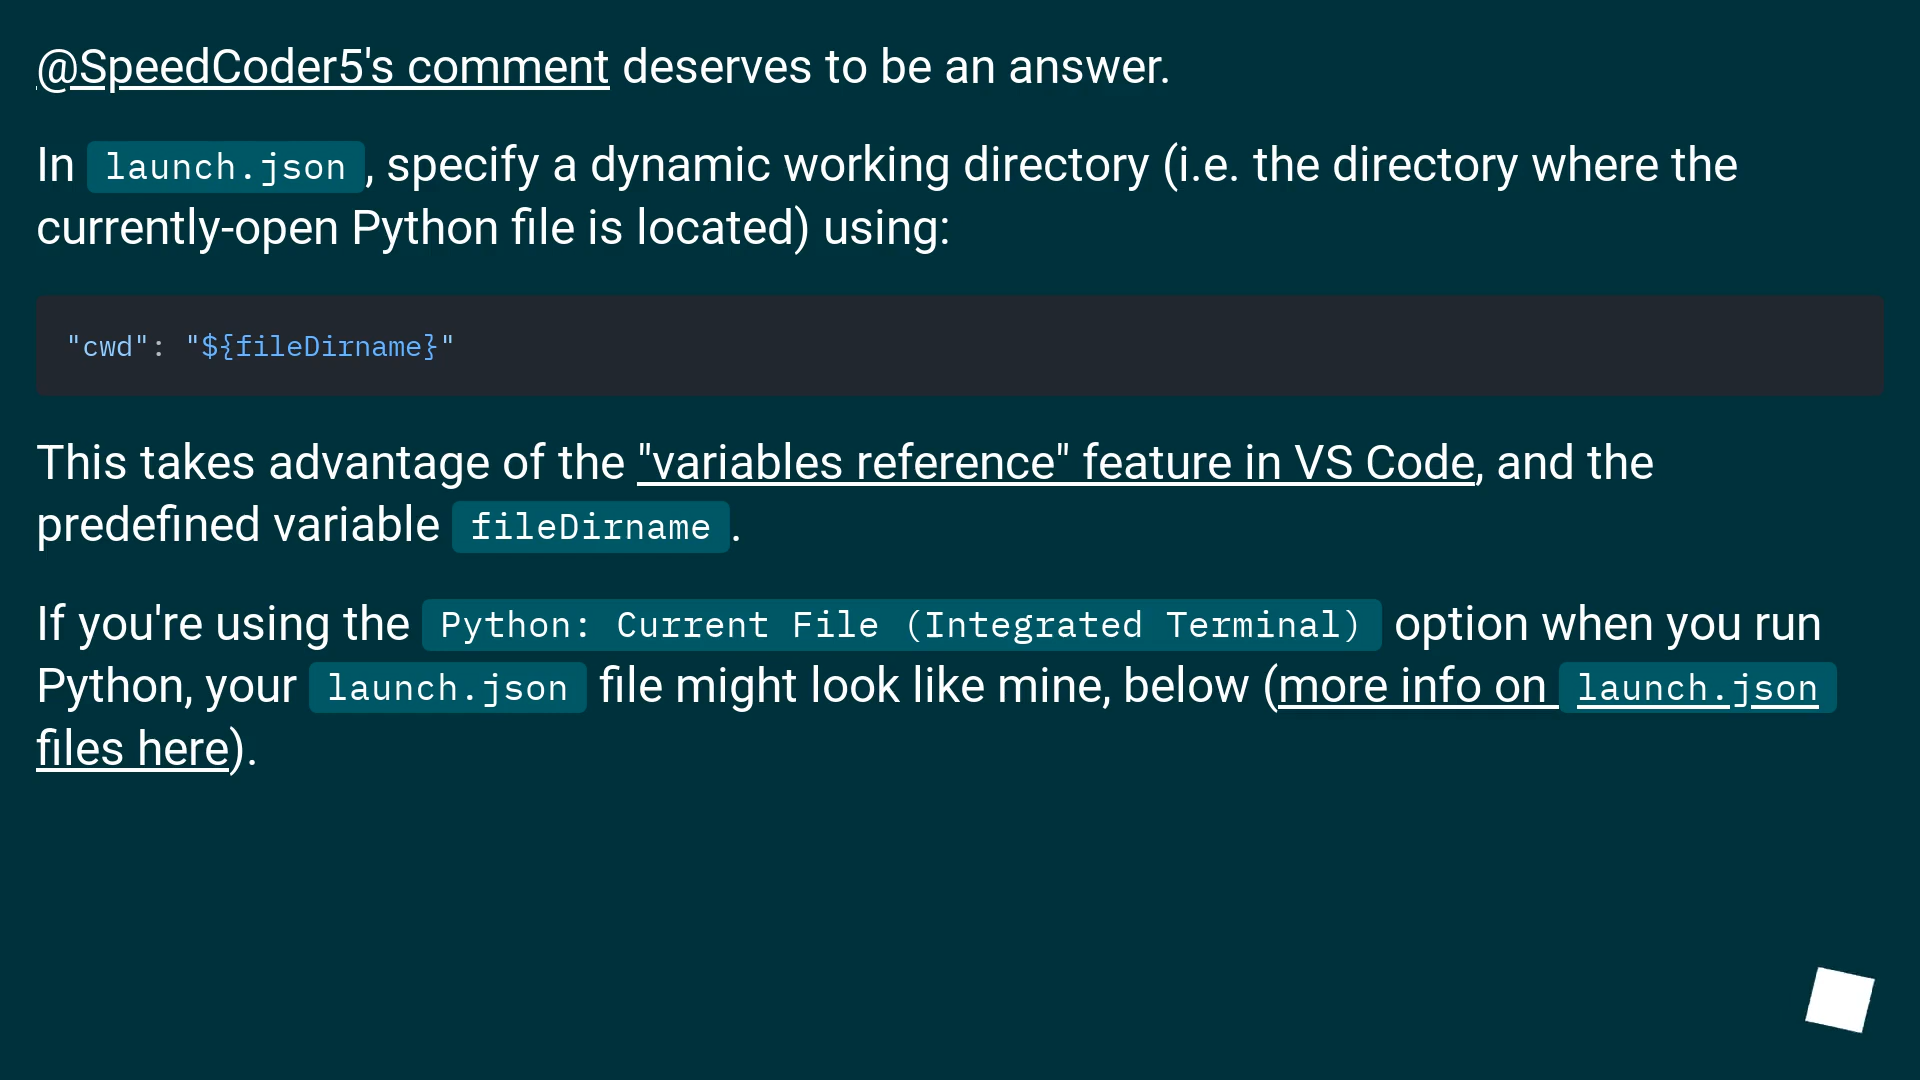 @SpeedCoder5's comment deserves to be an answer.
In launch.json, specify a dynamic working directory (i.e. the directory where the
currently-open Python file is located) using:
"cwd": "${fileDirname}"
This takes advantage of the "variables reference" feature in VS Code, and the
predefined variable fileDirname.
If you're using the Python: Current File (Integrated Terminal) option when you run
Python, your launch.json file might look like mine, below (more info on launch.json
files here).